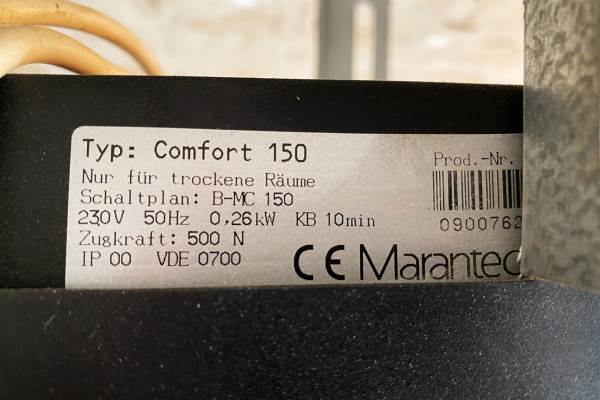 Typ: Comfort 150
Prod.-Nr.
Nur für trockene Räume
Schaltplan: B-MC 150
230V 50Hz 0,26kW KB 10min
0900762
Zugkraft: 500 N
IP 00 VDE 0700
CE Marantec